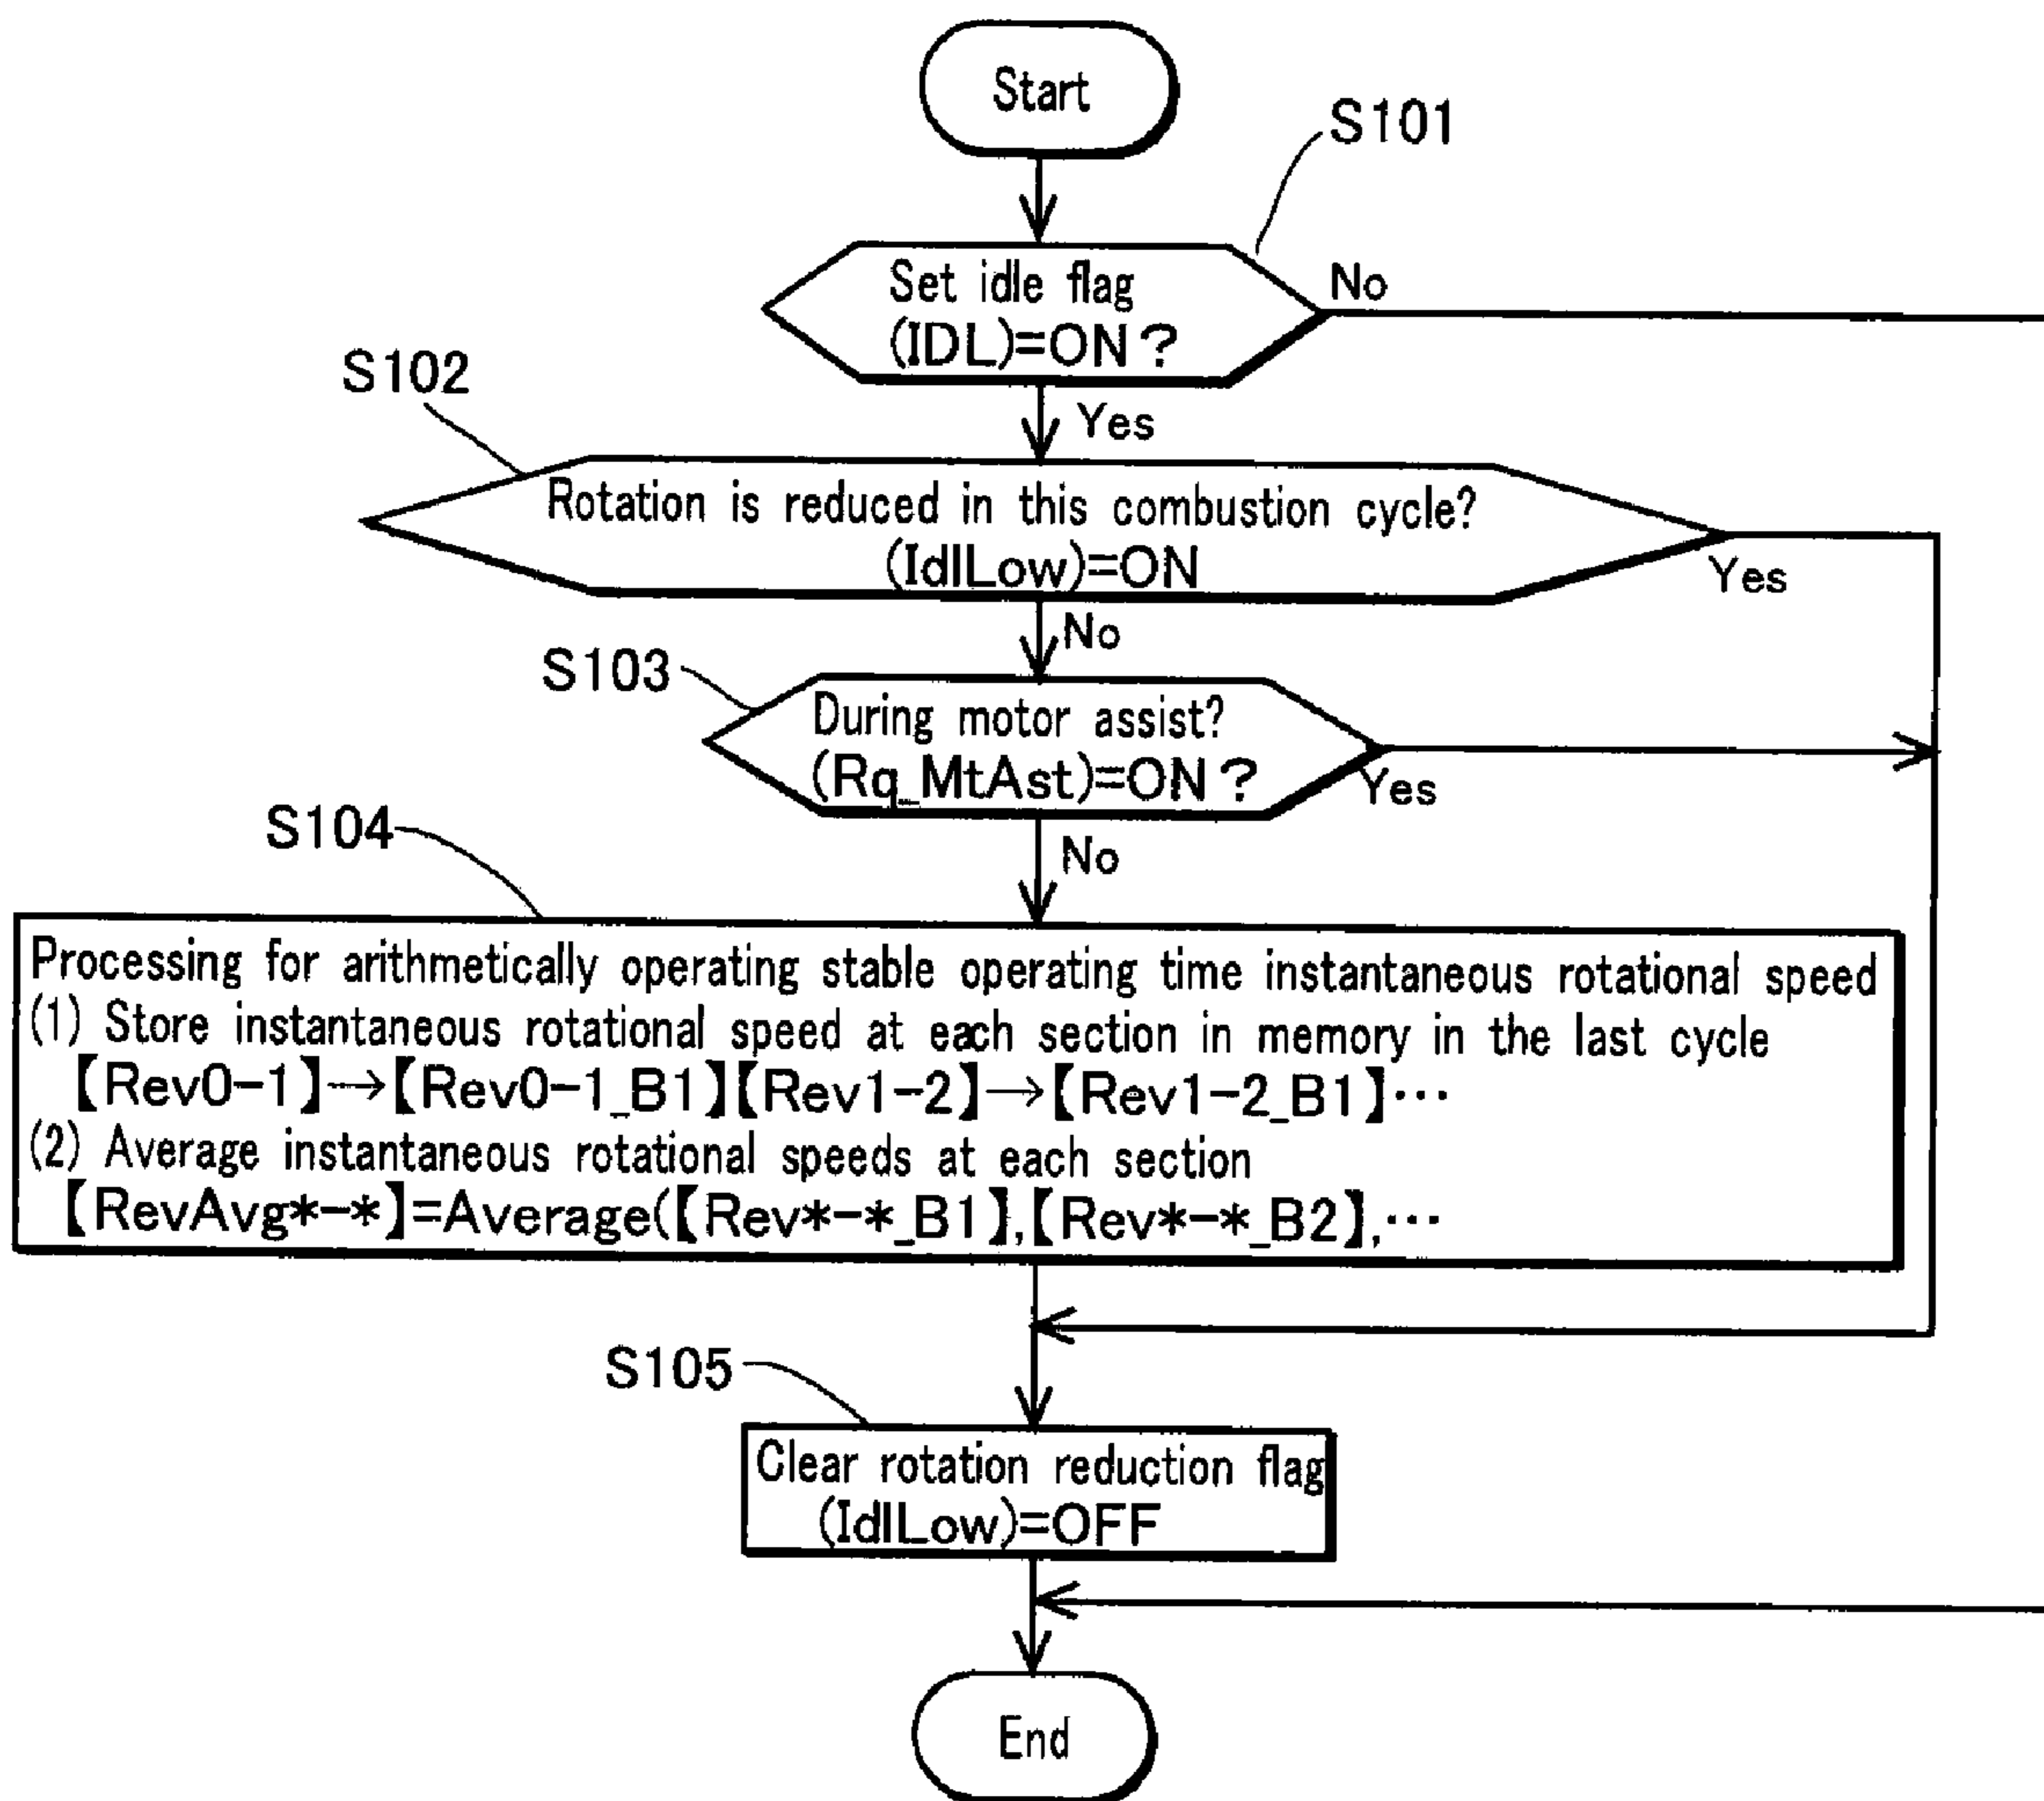 Start
S101
Set idle flag
(IDL)=ON?
No
Yes
S102
Rotation is reduced in this combustion cycle?
(IdlLow)=ON
Yes
No
S103
During motor assist?
(Rq_MtAst)=ON?
Yes
No
S104
Processing for arithmetically operating stable operating time instantaneous rotational speed
(1) Store instantaneous rotational speed at each section in memory in the last cycle
【Rev0-1】→【Rev0-1_B1】【Rev1-2】→【Rev1-2_B1】···
(2) Average instantaneous rotational speeds at each section
【RevAvg*-*】=Average(【Rev*-*_B1】,【Rev*-*_B2】,···
S105
Clear rotation reduction flag
(IdlLow)=OFF
End